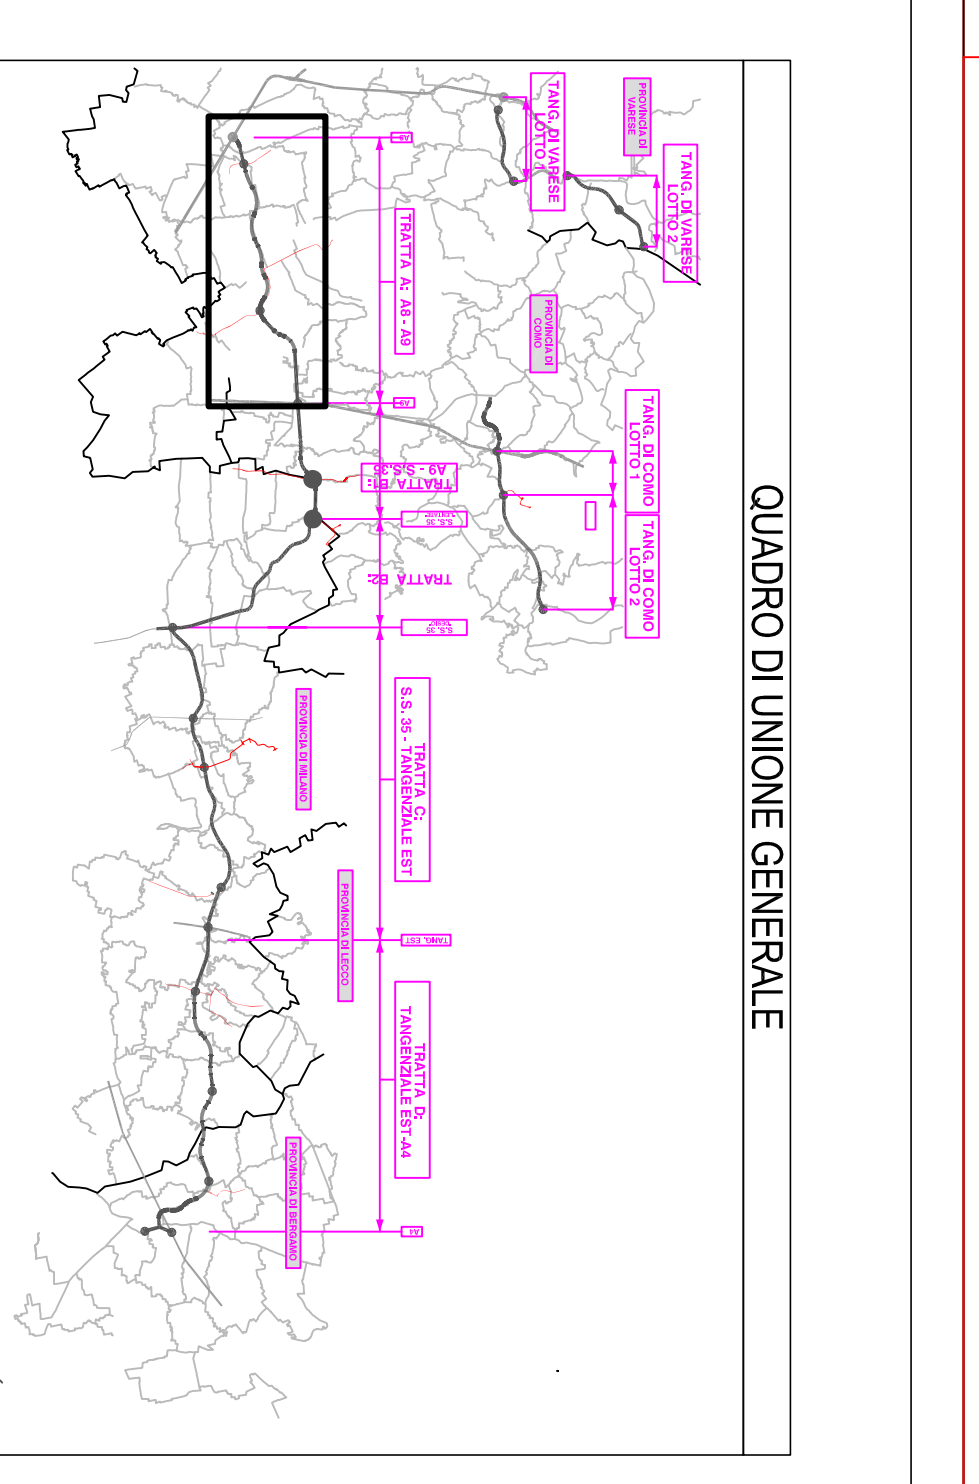 QUADRO DI UNIONE GENERALE
PROVINCIA DI
VARESE
TANG. DI VARESE
LOTTO 2
TANG. DI VARESE
LOTTO 1
PROVINCIA DI
COMO
TANG. DI COMO
LOTTO 1
TANG. DI COMO
LOTTO 2
A8
TRATTA A: A8 - A9
A9
TRATTA B1:
A9 - S.S.35
S.S. 35
"LENTATE"
TRATTA B2:
S.S. 35
"DESIO"
TRATTA C:
S.S. 35 - TANGENZIALE EST
TANG. EST
TRATTA D:
TANGENZIALE EST-A4
A4
PROVINCIA DI MILANO
PROVINCIA DI LECCO
PROVINCIA DI BERGAMO